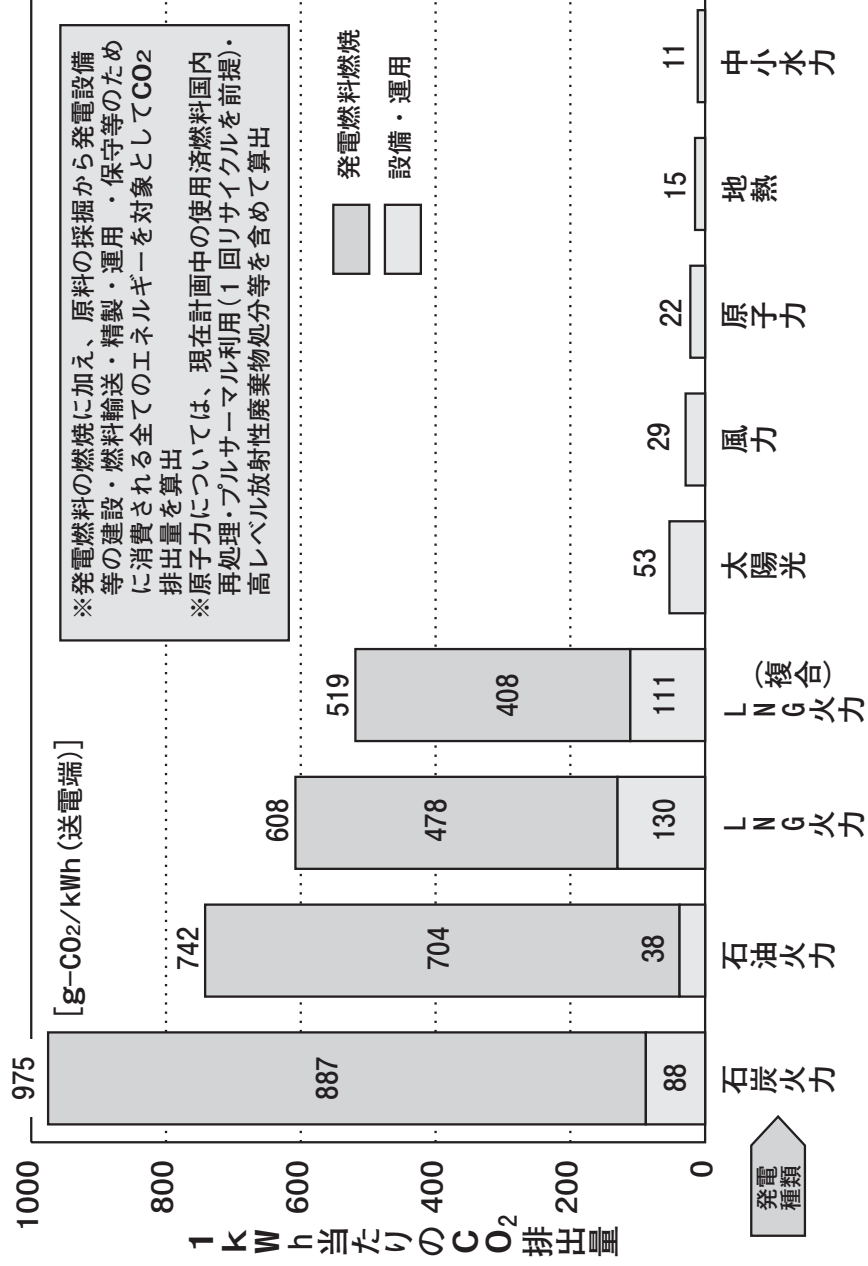 [g-CO2/kWh(送電端)]
1kWh当たりのCO2排出量
1000
800
600
400
200
0
※発電燃料の燃焼に加え、原料の採掘から発電設備
等の建設・燃料輸送・精製・運用・保守等のため
に消費される全てのエネルギーを対象としてCO2
排出量を算出
※原子力については、現在計画中の使用済燃料国内
再処理・プルサーマル利用(1回リサイクルを前提)・
高レベル放射性廃棄物処分等を含めて算出
発電燃料燃焼
設備・運用
975
887
88
742
704
38
608
478
130
519
408
111
53
29
22
15
11
発電
種類
石炭火力
石油火力
LNG火力
LNG火力
(複合)
太陽光
風力
原子力
地熱
中小水力